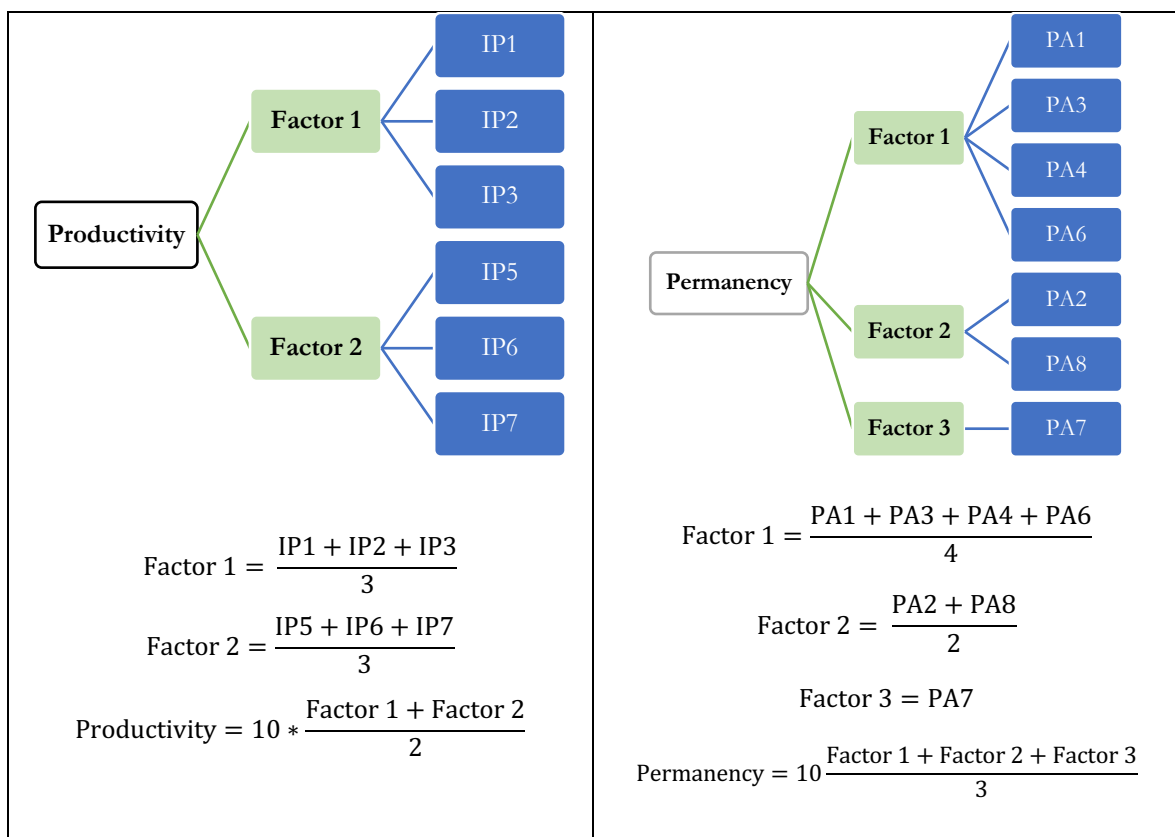 IP1
IP2
Factor 1
IP3
Productivity
IP5
IP6
Factor 2
IP7
Factor 1 = (IP1 + IP2 + IP3) / 3
Factor 2 = (IP5 + IP6 + IP7) / 3
Productivity = 10 ∗ (Factor 1 + Factor 2) / 2
PA1
PA3
Factor 1
PA4
PA6
Permanency
PA2
Factor 2
PA8
Factor 3
PA7
Factor 1 = (PA1 + PA3 + PA4 + PA6) / 4
Factor 2 = (PA2 + PA8) / 2
Factor 3 = PA7
Permanency = 10 (Factor 1 + Factor 2 + Factor 3) / 3